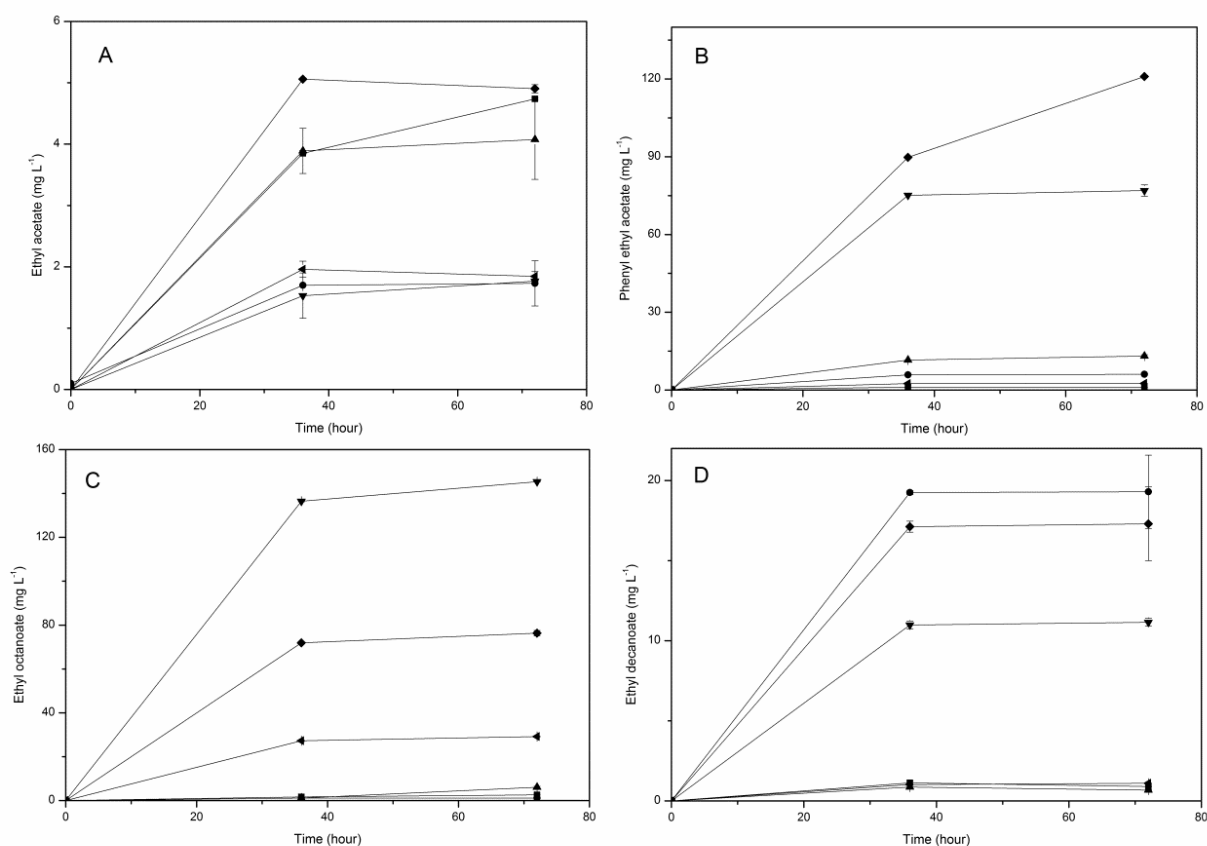 A
Ethyl acetate (mg L⁻¹)
6
4
2
0
0 20 40 60 80
Time (hour)
B
Phenyl ethyl acetate (mg L⁻¹)
120
90
60
30
0
0 20 40 60 80
Time (hour)
C
Ethyl octanoate (mg L⁻¹)
160
120
80
40
0
0 20 40 60 80
Time (hour)
D
Ethyl decanoate (mg L⁻¹)
20
10
0
0 20 40 60 80
Time (hour)